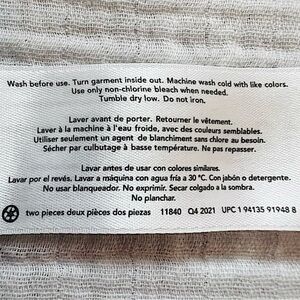 Wash before use. Turn garment inside out. Machine wash cold with like colors.
Use only non-chlorine bleach when needed.
Tumble dry low. Do not iron.
Laver avant de porter. Retourner le vêtement.
Laver à la machine à l'eau froide, avec des couleurs semblables.
Utiliser seulement un agent de blanchiment sans chlore au besoin.
Sécher par culbutage à basse température. Ne pas repasser.
Lavar antes de usar con colores similares.
Lavar por el revés. Lavar a máquina con agua fría a 30 °C. Con jabón o detergente.
No usar blanqueador. No exprimir. Secar colgado a la sombra.
No planchar.
two pieces deux pièces dos piezas 11840 Q4 2021 UPC 1 94135 91948 8